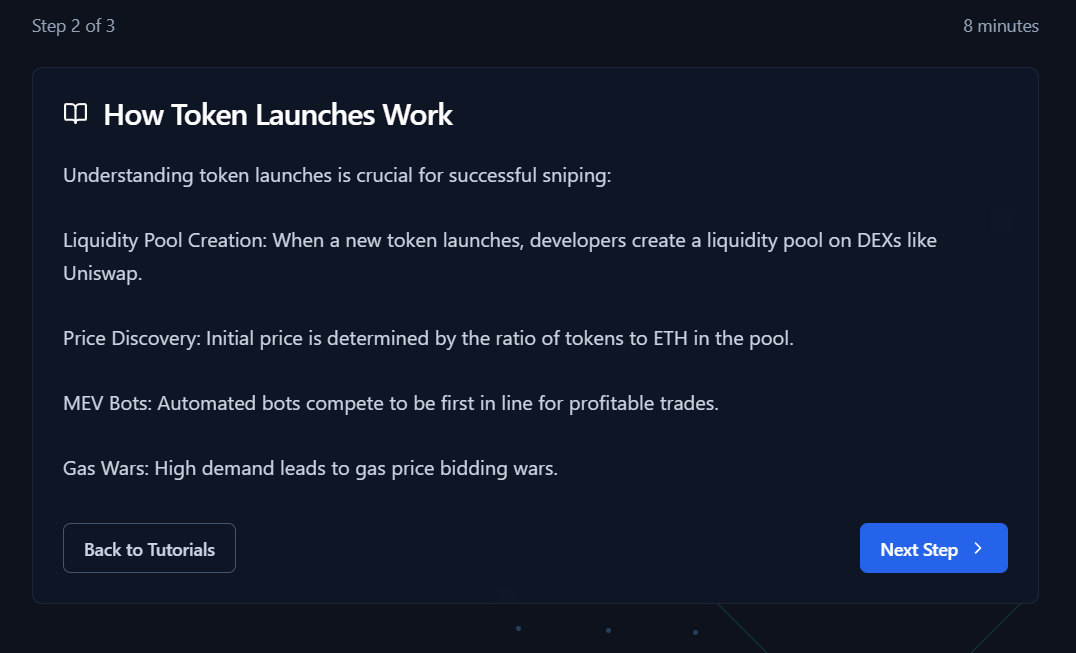 Step 2 of 3
8 minutes
How Token Launches Work
Understanding token launches is crucial for successful sniping:
Liquidity Pool Creation: When a new token launches, developers create a liquidity pool on DEXs like
Uniswap.
Price Discovery: Initial price is determined by the ratio of tokens to ETH in the pool.
MEV Bots: Automated bots compete to be first in line for profitable trades.
Gas Wars: High demand leads to gas price bidding wars.
Back to Tutorials
Next Step